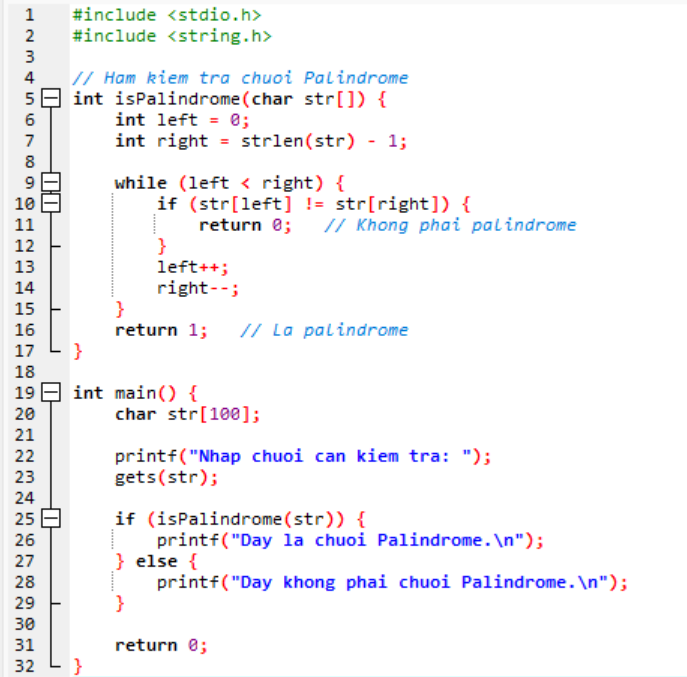 1 #include <stdio.h>
2 #include <string.h>
3
4 // Ham kiem tra chuoi Palindrome
5 int isPalindrome(char str[]) {
6     int left = 0;
7     int right = strlen(str) - 1;
8
9     while (left < right) {
10         if (str[left] != str[right]) {
11             return 0;   // Khong phai palindrome
12         }
13         left++;
14         right--;
15     }
16     return 1;   // La palindrome
17 }
18
19 int main() {
20     char str[100];
21
22     printf("Nhap chuoi can kiem tra: ");
23     gets(str);
24
25     if (isPalindrome(str)) {
26         printf("Day la chuoi Palindrome.\n");
27     } else {
28         printf("Day khong phai chuoi Palindrome.\n");
29     }
30
31     return 0;
32 }